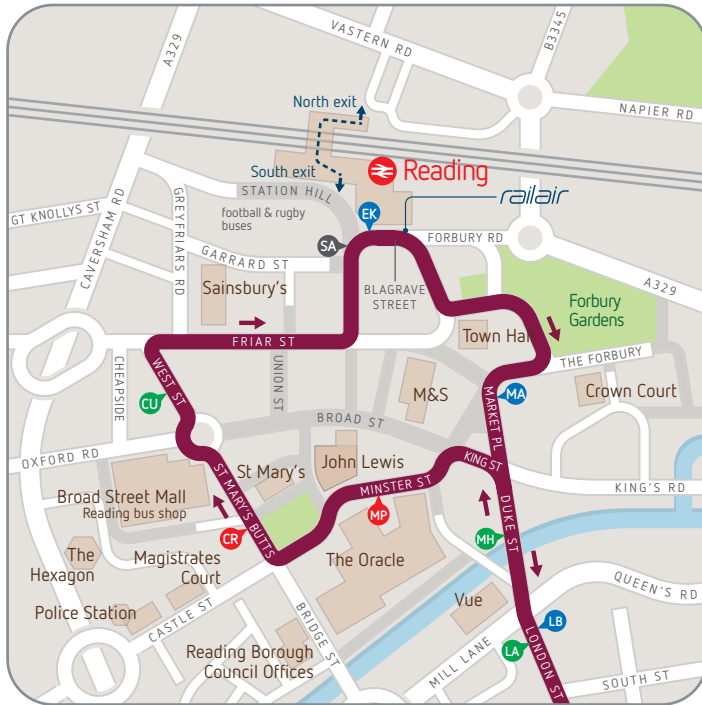 VASTERN RD
B3345
A329
NAPIER RD
North exit
South exit
Reading
STATION HILL
railair
GT KNOLLYS ST
CAVERSHAM RD
GREYFRIARS RD
football & rugby
buses
EK
SA
FORBURY RD
GARRARD ST
BLAGRAVE
STREET
A329
Sainsbury's
Forbury
Gardens
FRIAR ST
Town Hall
THE FORBURY
CHEAPSIDE
WEST ST
UNION ST
M&S
MARKET PL
MA
Crown Court
CU
BROAD ST
OXFORD RD
ST MARY'S BUTTS
St Mary's
John Lewis
KING ST
KING'S RD
Broad Street Mall
Reading bus shop
MINSTER ST
MP
DUKE ST
CR
MH
The
Hexagon
Magistrates
Court
The Oracle
QUEEN'S RD
Police Station
CASTLE ST
BRIDGE ST
Vue
LB
LA
Reading Borough
Council Offices
MILL LANE
LONDON ST
SOUTH ST